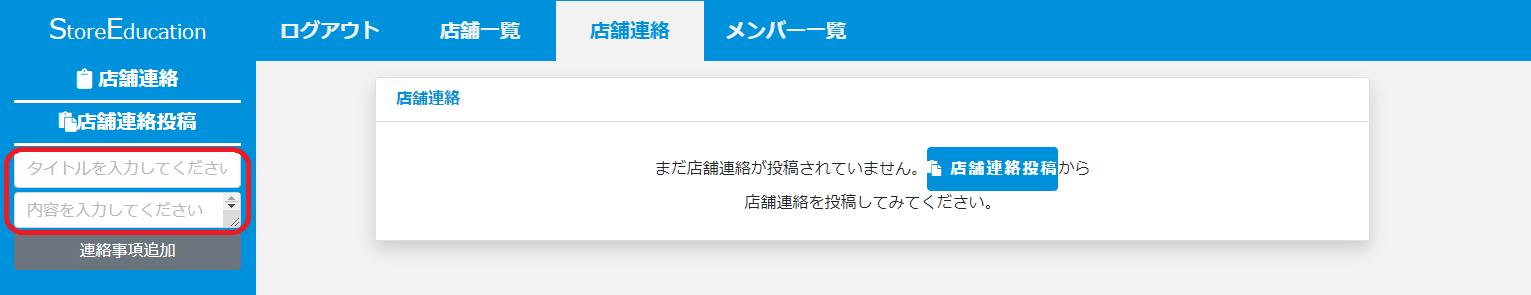 StoreEducation
ログアウト
店舗一覧
店舗連絡
メンバー一覧
店舗連絡
店舗連絡投稿
タイトルを入力してください
内容を入力してください
連絡事項追加
店舗連絡
まだ店舗連絡が投稿されていません。 店舗連絡投稿から
店舗連絡を投稿してみてください。